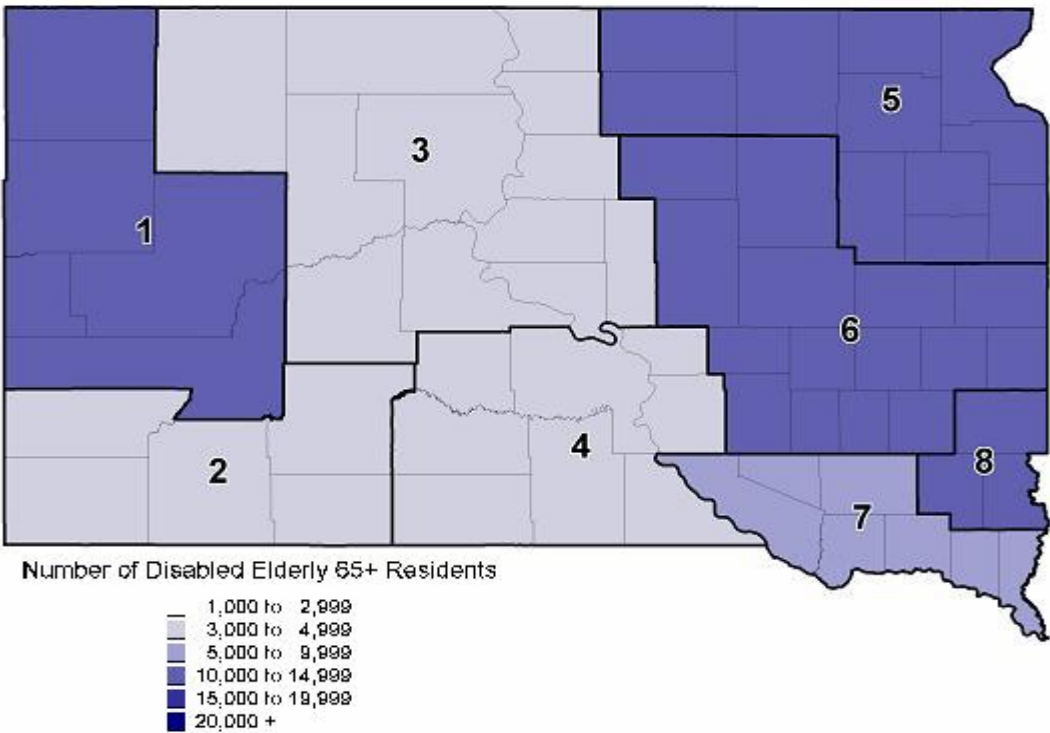 5
3
1
6
4
8
2
7
Number of Disabled Elderly 65+ Residents
1,000 to 2,999
3,000 to 4,999
5,000 to 9,999
10,000 to 14,999
15,000 to 19,999
20,000 +